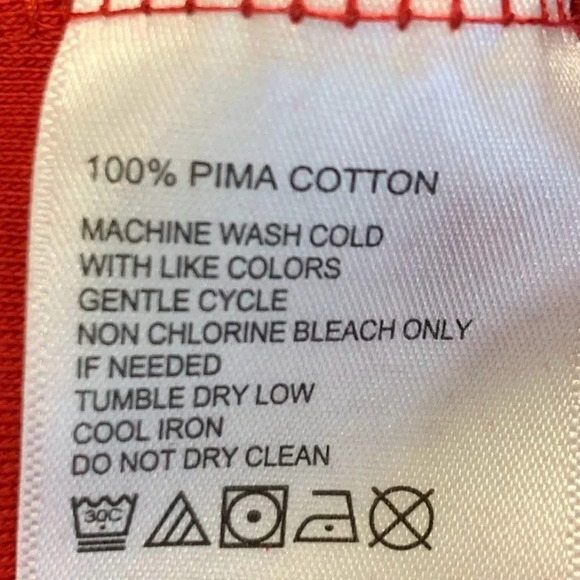 100% PIMA COTTON
MACHINE WASH COLD
WITH LIKE COLORS
GENTLE CYCLE
NON CHLORINE BLEACH ONLY
IF NEEDED
TUMBLE DRY LOW
COOL IRON
DO NOT DRY CLEAN
30C